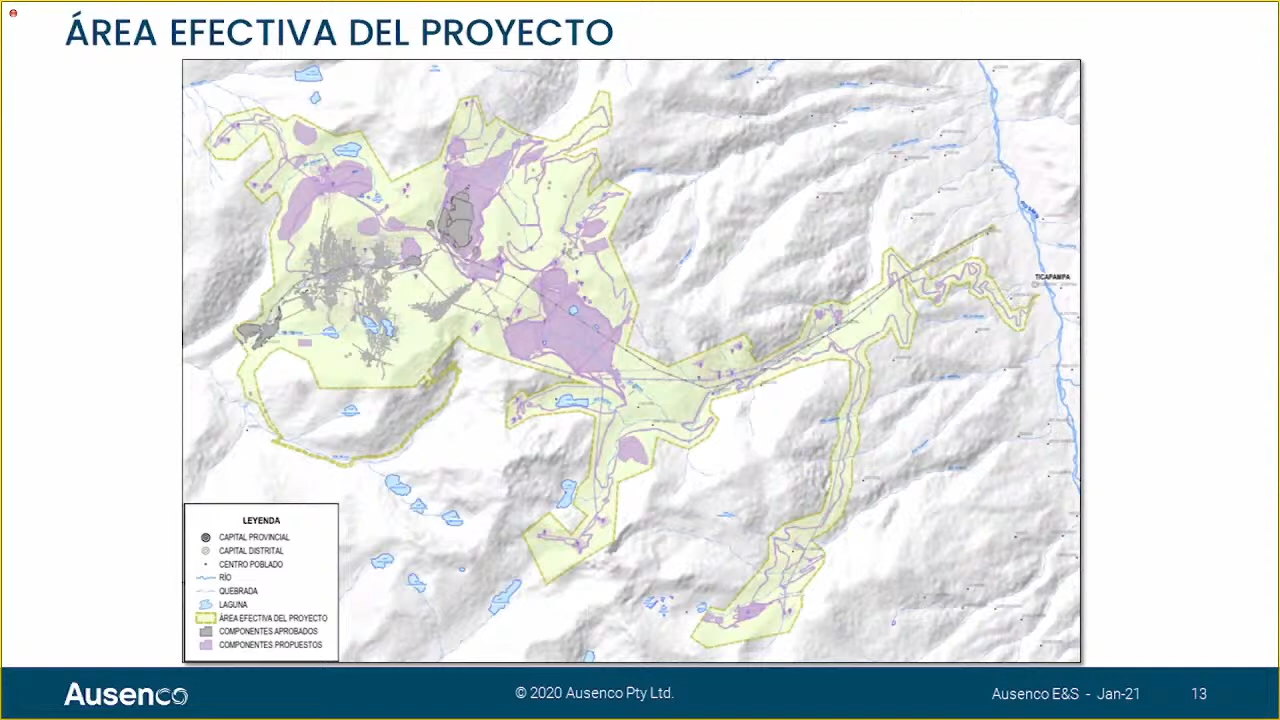 ÁREA EFECTIVA DEL PROYECTO
TICAPAMPA
LEYENDA
CAPITAL PROVINCIAL
CAPITAL DISTRITAL
CENTRO POBLADO
RÍO
QUEBRADA
LAGUNA
ÁREA EFECTIVA DEL PROYECTO
COMPONENTES APROBADOS
COMPONENTES PROPUESTOS
Ausenco
© 2020 Ausenco Pty Ltd.
Ausenco E&S - Jan-21
13